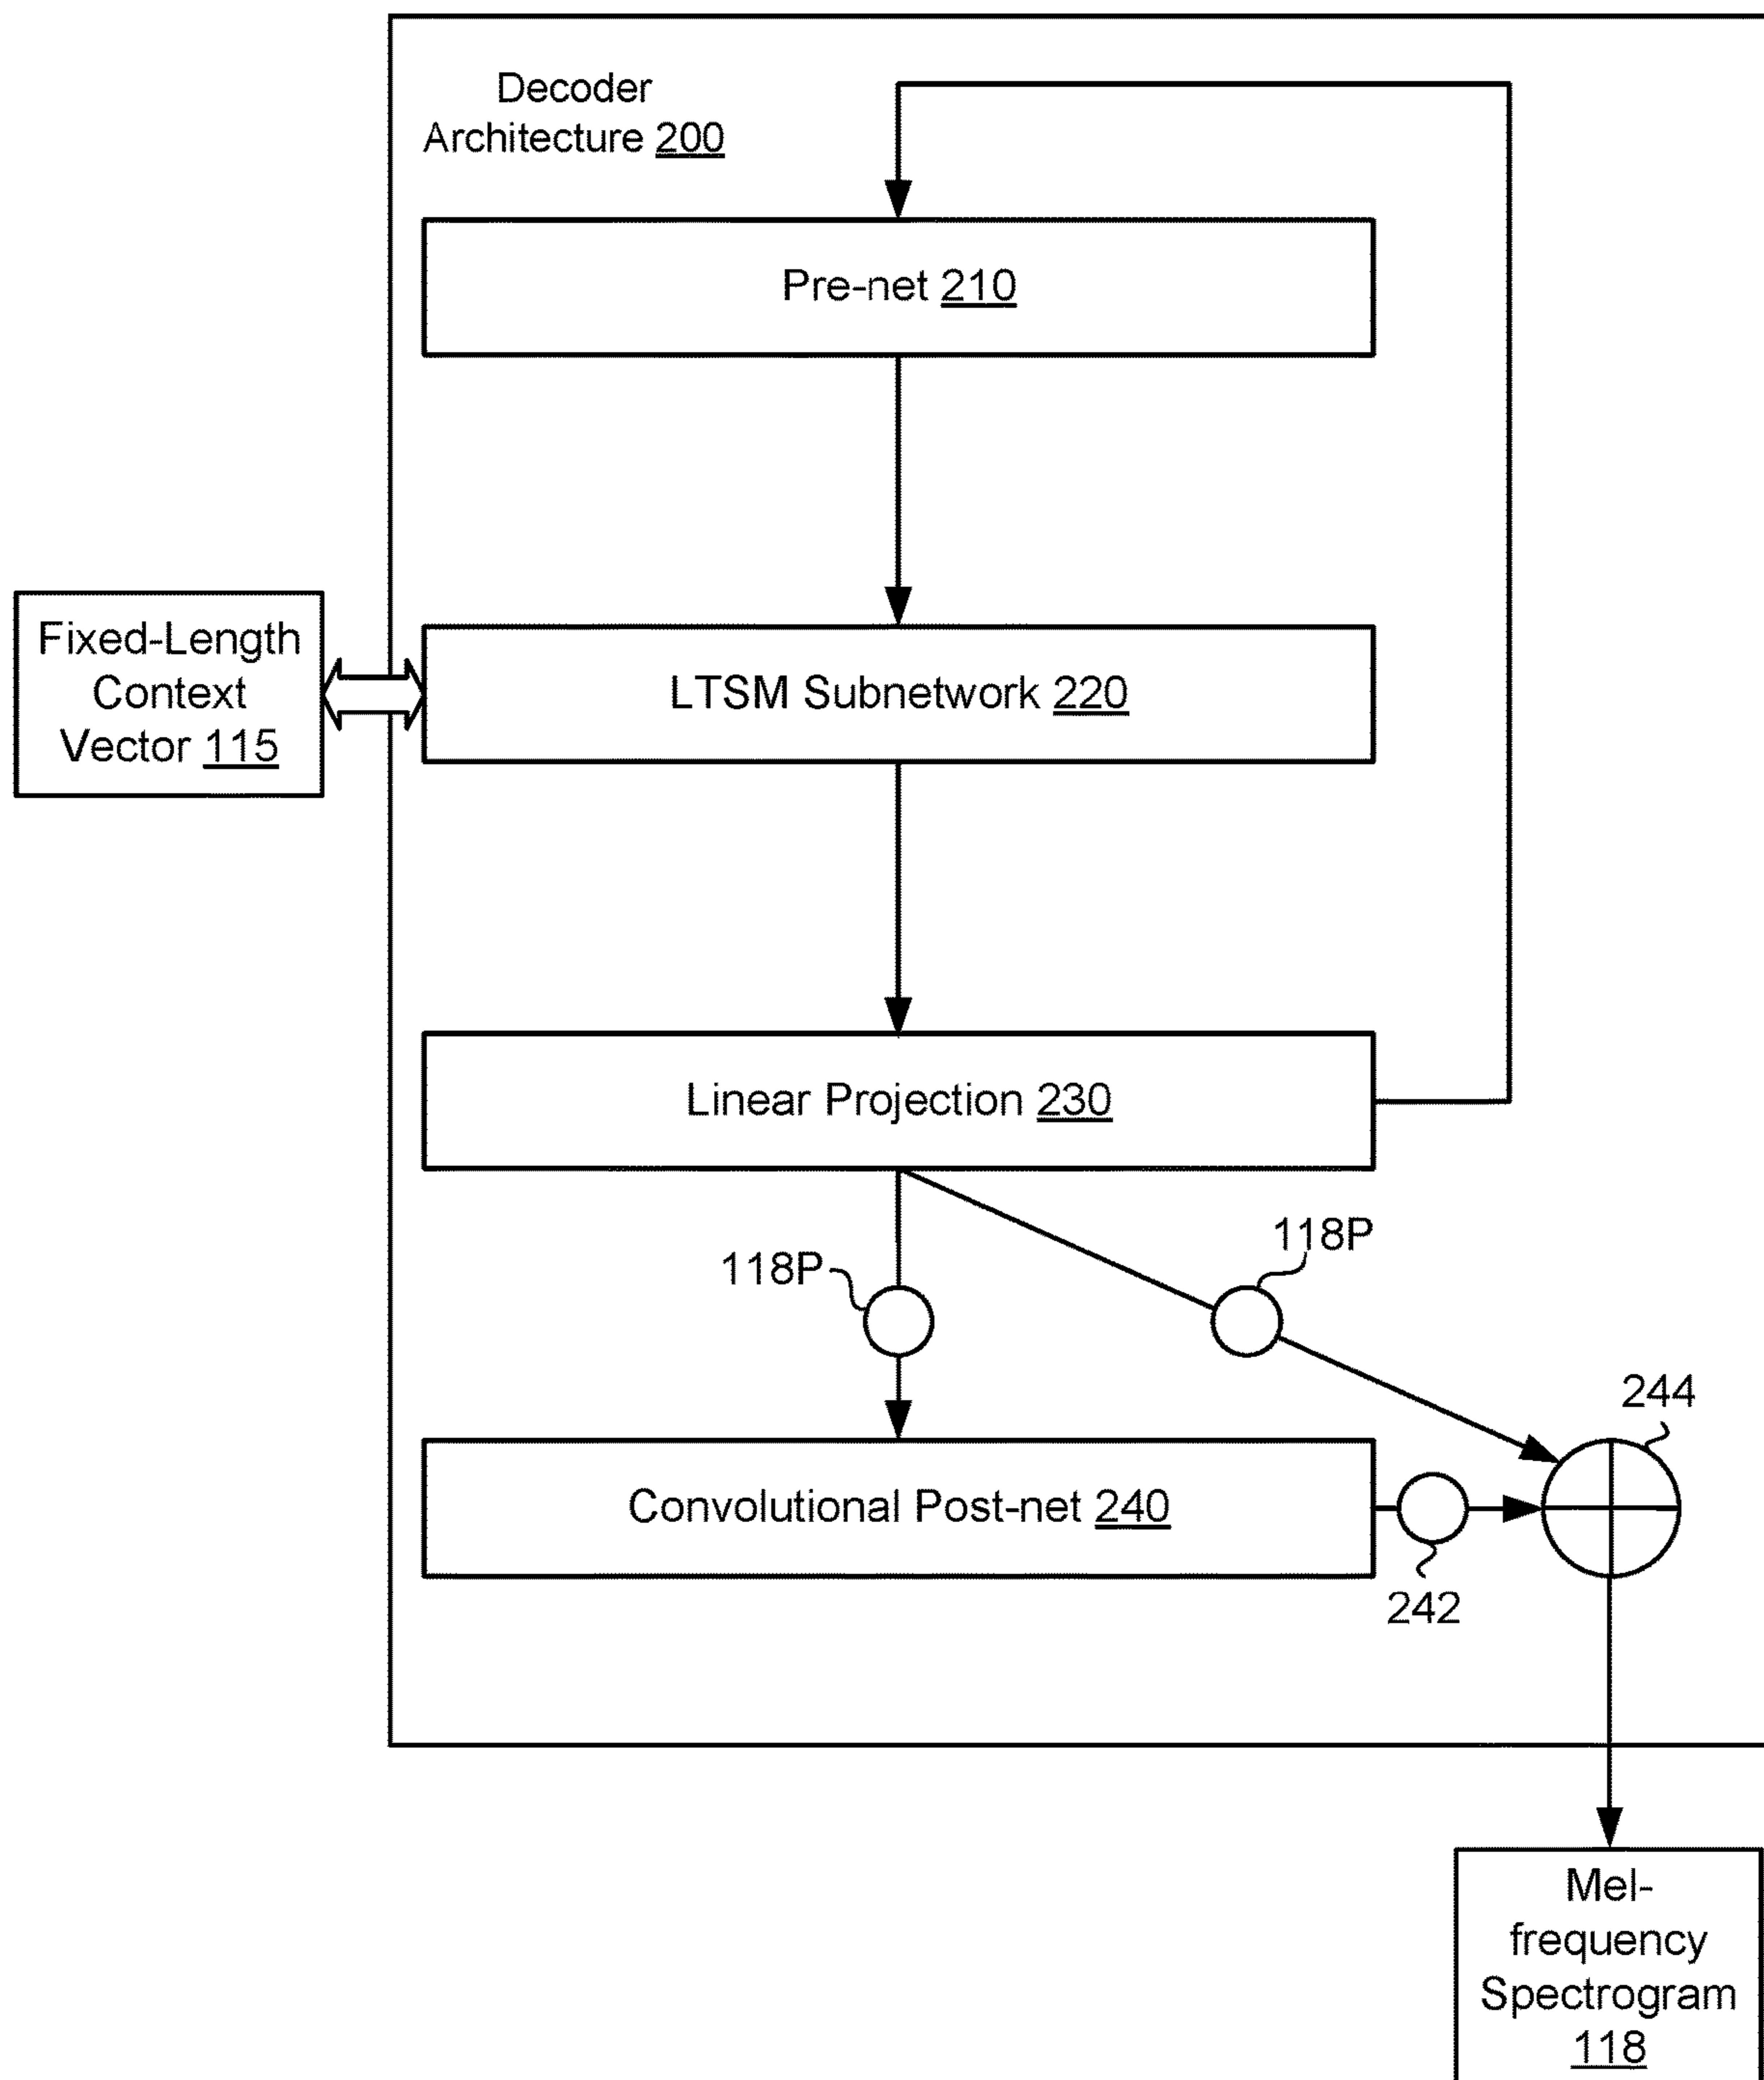 Decoder
Architecture 200
Pre-net 210
Fixed-Length
Context
Vector 115
LTSM Subnetwork 220
Linear Projection 230
118P
118P
244
Convolutional Post-net 240
242
Mel-
frequency
Spectrogram
118